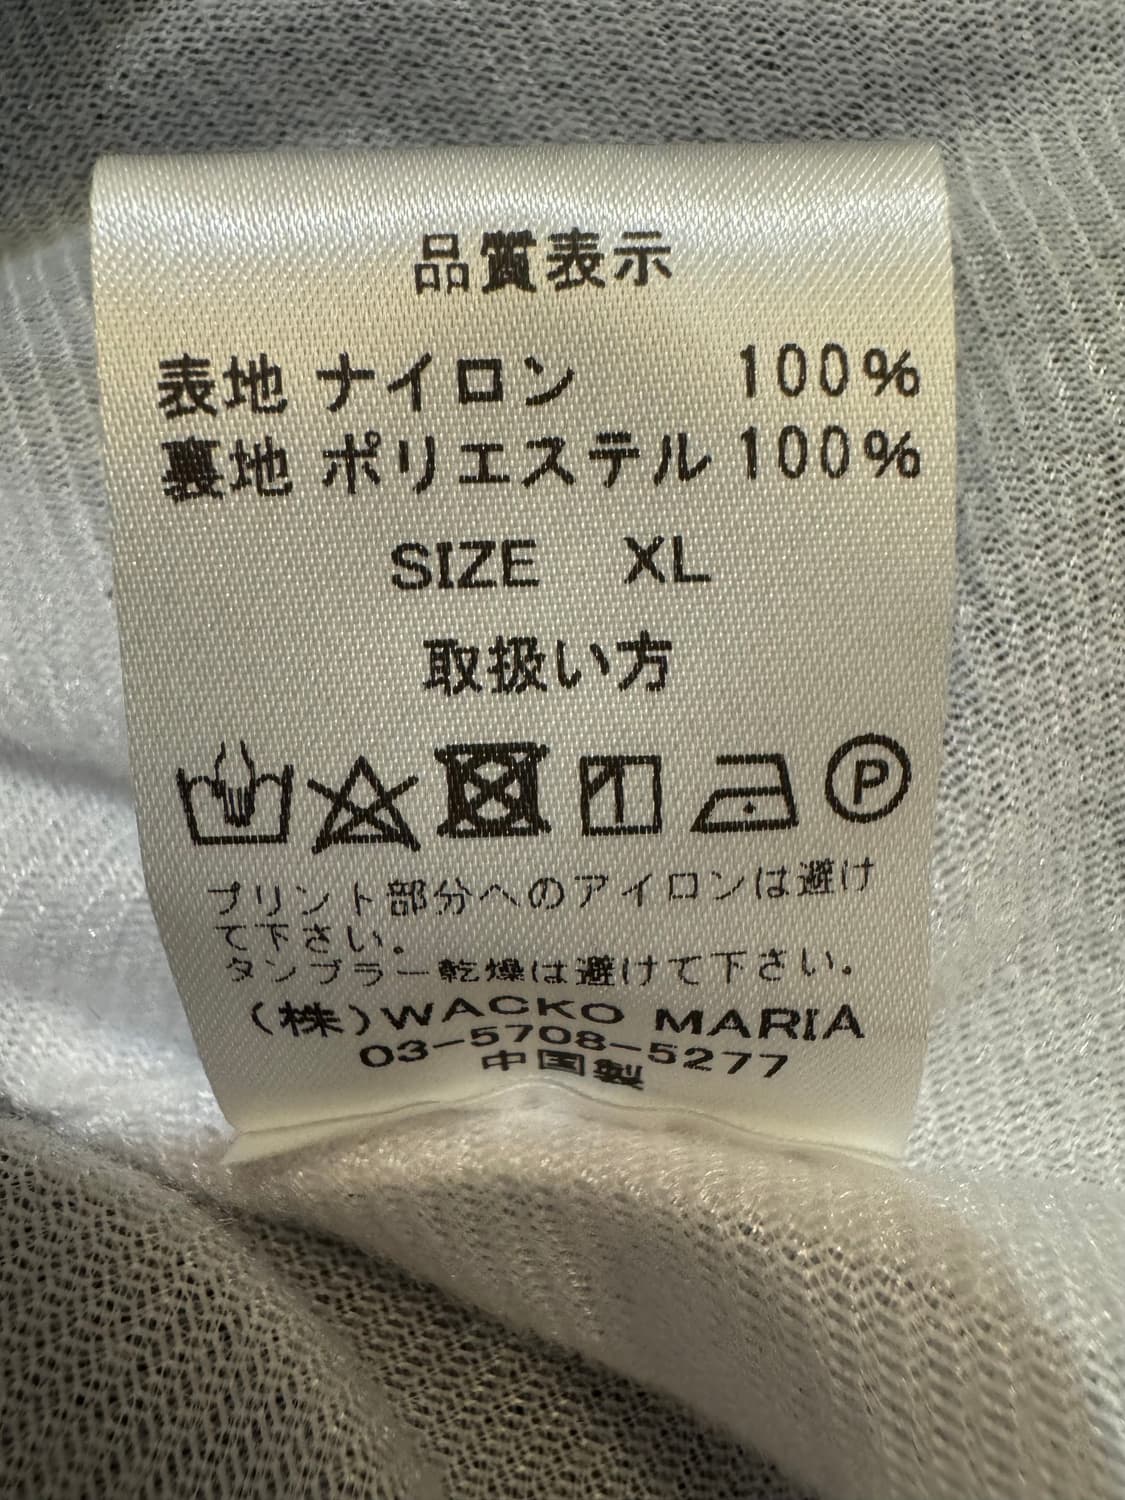 品質表示
表地 ナイロン 100%
裏地 ポリエステル 100%
SIZE XL
取扱い方
P
プリント部分へのアイロンは避け
て下さい。
タンブラー乾燥は避けて下さい。
(株)WACKO MARIA
03-5708-5277
中国製